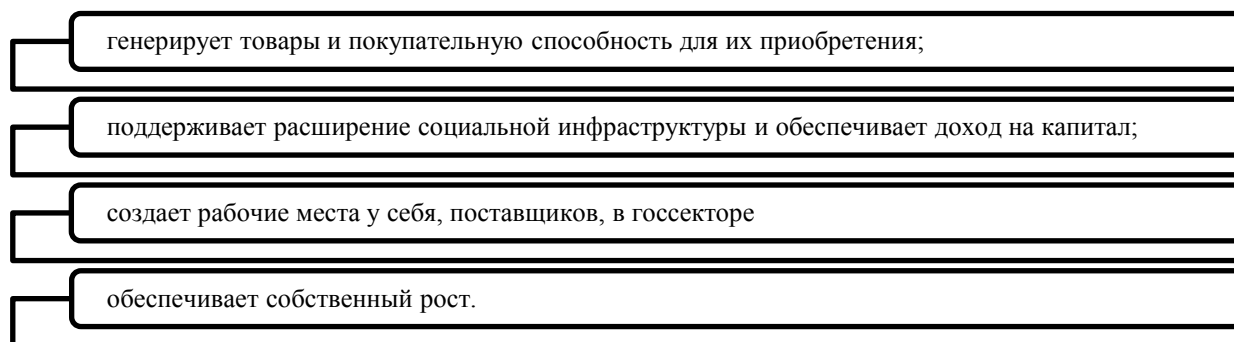 генерирует товары и покупательную способность для их приобретения;
поддерживает расширение социальной инфраструктуры и обеспечивает доход на капитал;
создает рабочие места у себя, поставщиков, в госсекторе
обеспечивает собственный рост.